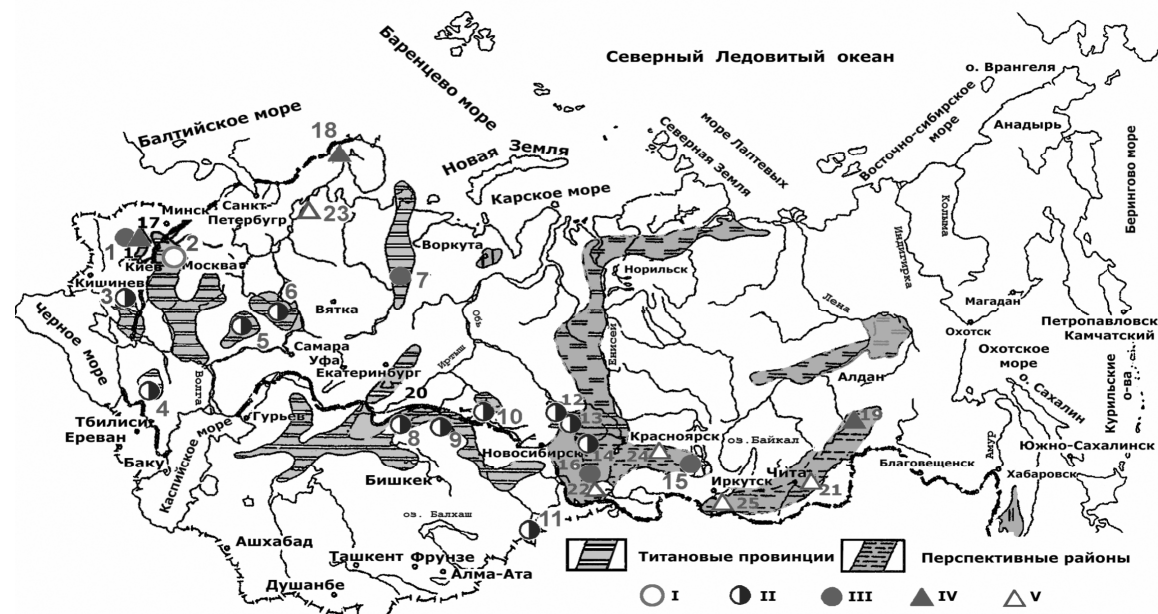 Северный Ледовитый океан
Баренцево море
о. Врангеля
Восточно-сибирское
море
море Лаптевых
Северная Земля
Анадырь
Берингово море
Балтийское море
18
Новая Земля
Карское море
Минск
Санкт
Петербугр
23
17
1
2
Киев
Москва
Воркута
7
Норильск
Колыма
Индигирка
Лена
Магадан
Кишинев
3
6
5
Вятка
Обь
Енисей
Охотск
Петропавловск
Камчатский
Черное море
Самара
Уфа
Екатеринбург
Иртыш
Охотское
море
Курильские
о-ва
Алдан
о. Сахалин
4
Волга
20
12
13
10
19
Тбилиси
Ереван
Гурьев
8
9
Красноярск
оз. Байкал
Амур
Южно-Сахалинск
Баку
Каспийское море
Новосибирск
14
24
16
15
Чита
Благовещенск
Хабаровск
Бишкек
22
Иркутск
25
21
оз. Балхаш
11
Ашхабад
Ташкент
Фрунзе
Алма-Ата
Душанбе
Титановые провинции
Перспективные районы
I
II
III
IV
V